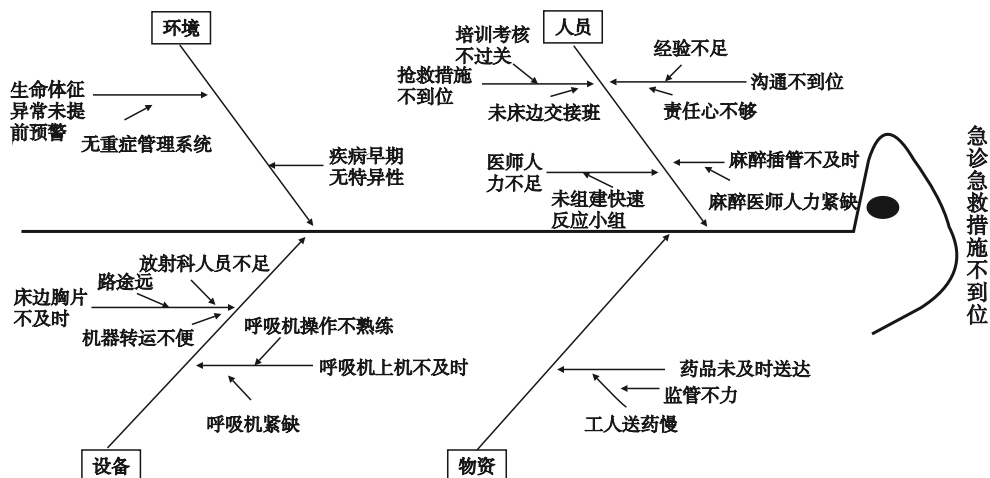 环境
生命体征
异常未提
前预警
无重症管理系统
疾病早期
无特异性
人员
培训考核
不过关
抢救措施
不到位
未床边交接班
经验不足
沟通不到位
责任心不够
医师人
力不足
未组建快速
反应小组
麻醉插管不及时
麻醉医师人力紧缺
急诊急救措施不到位
放射科人员不足
路途远
床边胸片
不及时
机器转运不便
呼吸机操作不熟练
呼吸机上机不及时
呼吸机紧缺
设备
药品未及时送达
监管不力
工人送药慢
物资